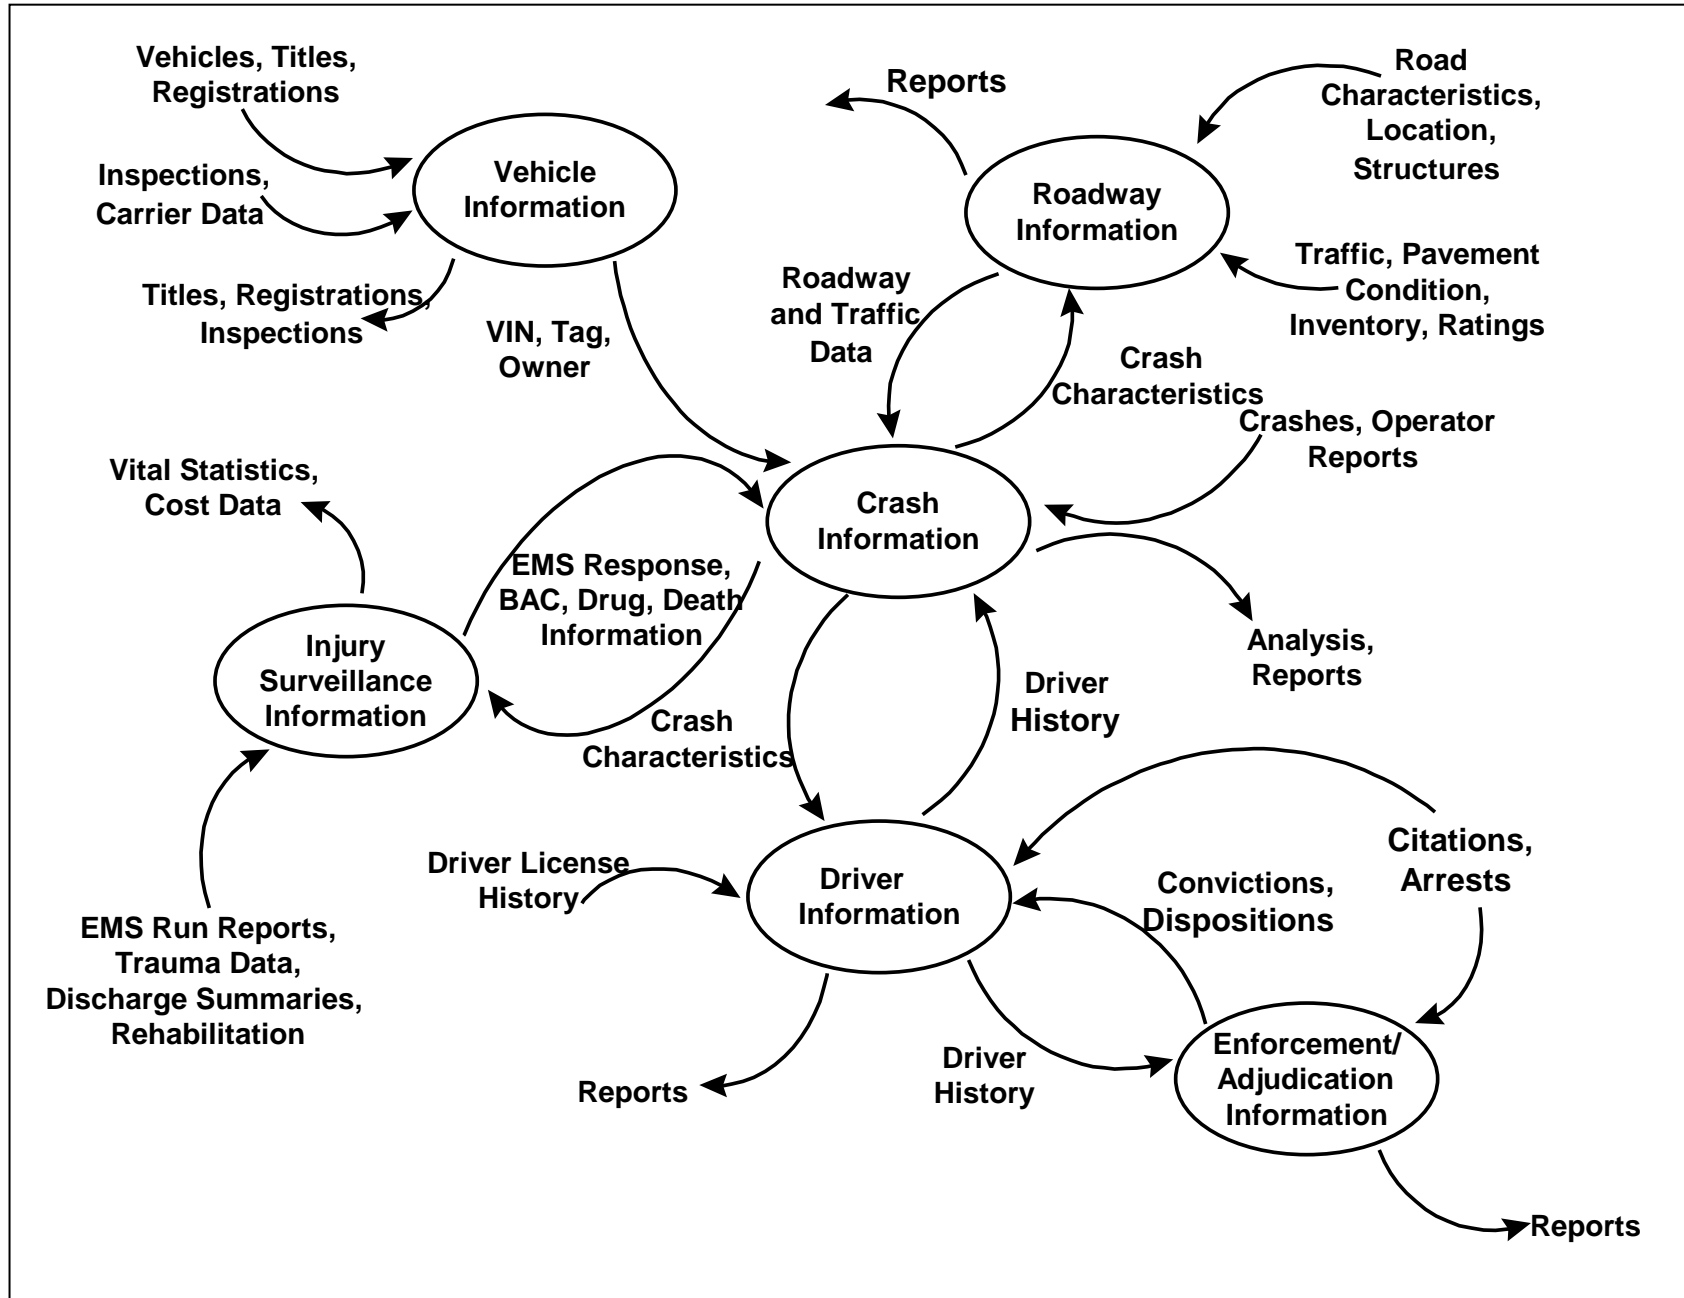 Vehicles, Titles,
Registrations
Inspections,
Carrier Data
Vehicle
Information
Titles, Registrations,
Inspections
VIN, Tag,
Owner
Reports
Road
Characteristics,
Location,
Structures
Roadway
Information
Traffic, Pavement
Condition,
Inventory, Ratings
Roadway
and Traffic
Data
Crash
Characteristics
Crashes, Operator
Reports
Vital Statistics,
Cost Data
Crash
Information
EMS Response,
BAC, Drug, Death
Information
Injury
Surveillance
Information
Analysis,
Reports
Crash
Characteristics
Driver
History
Driver License
History
Driver
Information
Citations,
Arrests
Convictions,
Dispositions
EMS Run Reports,
Trauma Data,
Discharge Summaries,
Rehabilitation
Reports
Driver
History
Enforcement/
Adjudication
Information
Reports